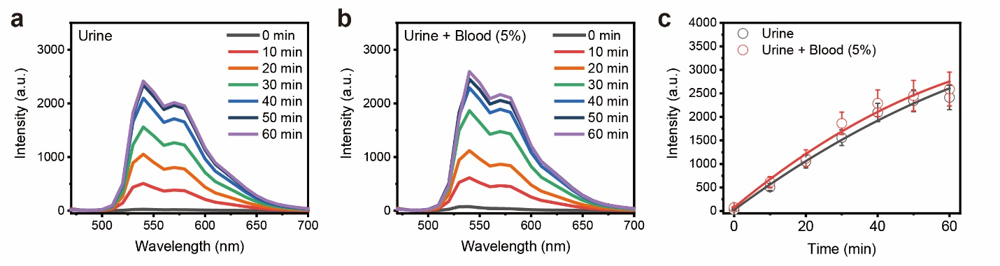 a
Urine
0 min
10 min
20 min
30 min
40 min
50 min
60 min
3000
2000
1000
0
Intensity (a.u.)
500 550 600 650 700
Wavelength (nm)
b
Urine + Blood (5%)
0 min
10 min
20 min
30 min
40 min
50 min
60 min
3000
2000
1000
0
Intensity (a.u.)
500 550 600 650 700
Wavelength (nm)
c
Urine
Urine + Blood (5%)
4000
3500
3000
2500
2000
1500
1000
500
0
Intensity (a.u.)
0 20 40 60
Time (min)